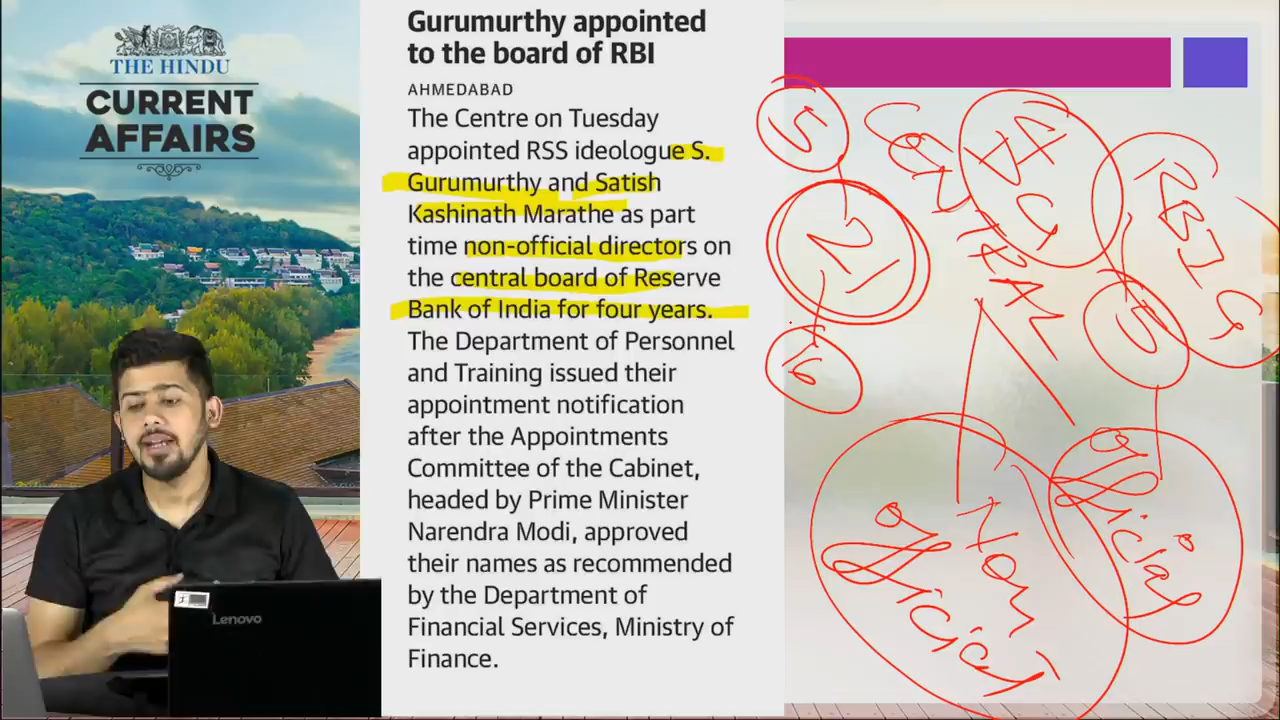 THE HINDU
CURRENT
AFFAIRS
Gurumurthy appointed
to the board of RBI
AHMEDABAD
The Centre on Tuesday
appointed RSS ideologue S.
Gurumurthy and Satish
Kashinath Marathe as part
time non-official directors on
the central board of Reserve
Bank of India for four years.
The Department of Personnel
and Training issued their
appointment notification
after the Appointments
Committee of the Cabinet,
headed by Prime Minister
Narendra Modi, approved
their names as recommended
by the Department of
Financial Services, Ministry of
Finance.
Lenovo
5
21
16
RBI
5
Non
official
official